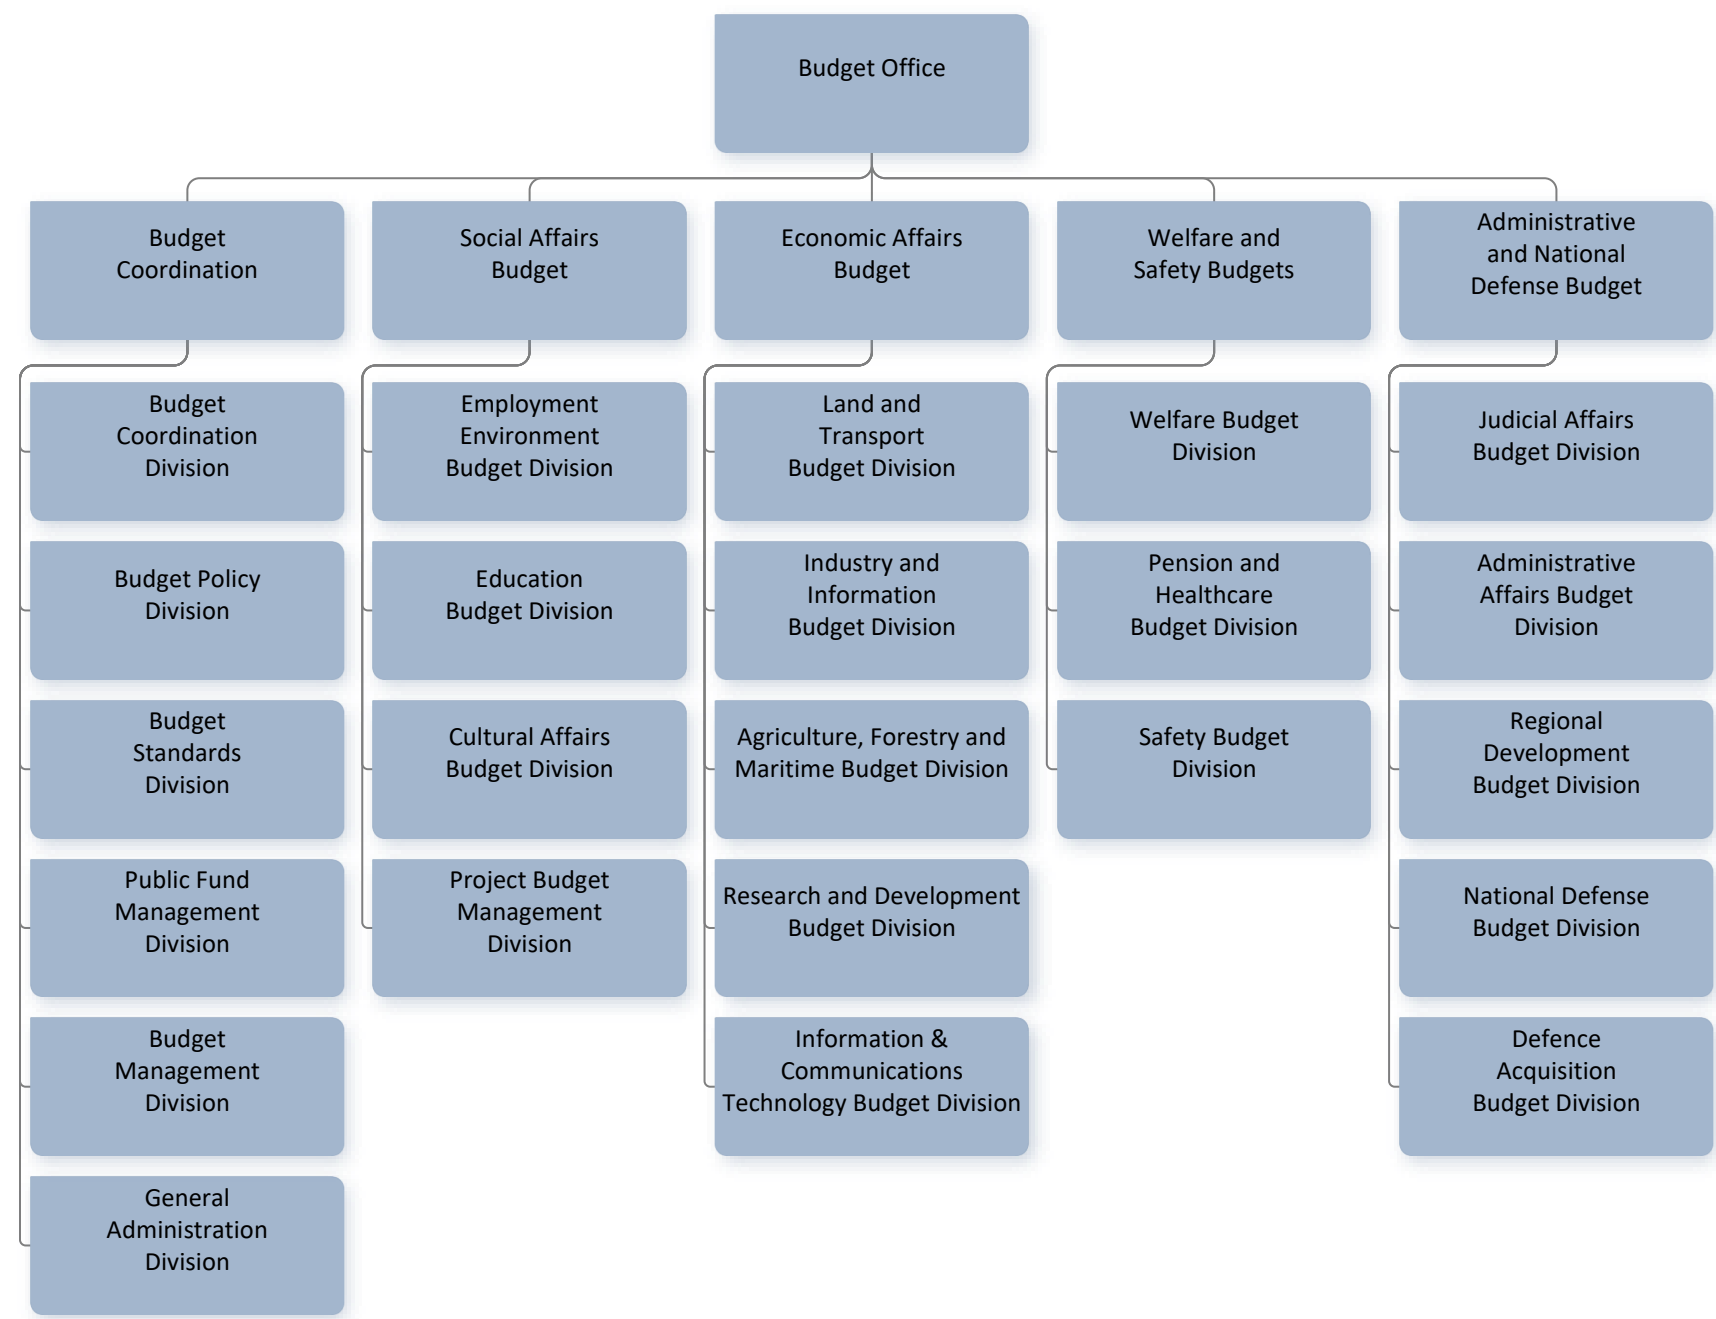 Budget Office
Budget
Coordination
Social Affairs
Budget
Economic Affairs
Budget
Welfare and
Safety Budgets
Administrative
and National
Defense Budget
Budget
Coordination
Division
Employment
Environment
Budget Division
Land and
Transport
Budget Division
Welfare Budget
Division
Judicial Affairs
Budget Division
Budget Policy
Division
Education
Budget Division
Industry and
Information
Budget Division
Pension and
Healthcare
Budget Division
Administrative
Affairs Budget
Division
Budget
Standards
Division
Cultural Affairs
Budget Division
Agriculture, Forestry and
Maritime Budget Division
Safety Budget
Division
Regional
Development
Budget Division
Public Fund
Management
Division
Project Budget
Management
Division
Research and Development
Budget Division
National Defense
Budget Division
Budget
Management
Division
Information &
Communications
Technology Budget Division
Defence
Acquisition
Budget Division
General
Administration
Division